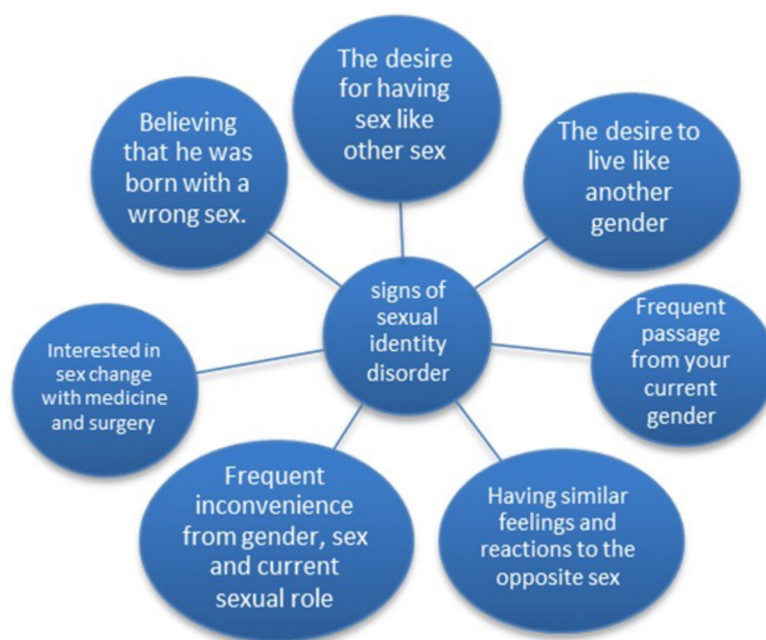 The desire
for having
sex like
other sex
The desire to
live like
another
gender
Frequent
passage
from your
current
gender
Having similar
feelings and
reactions to the
opposite sex
Frequent
inconvenience
from gender, sex
and current
sexual role
Interested in
sex change
with medicine
and surgery
Believing
that he was
born with a
wrong sex.
signs of
sexual
identity
disorder